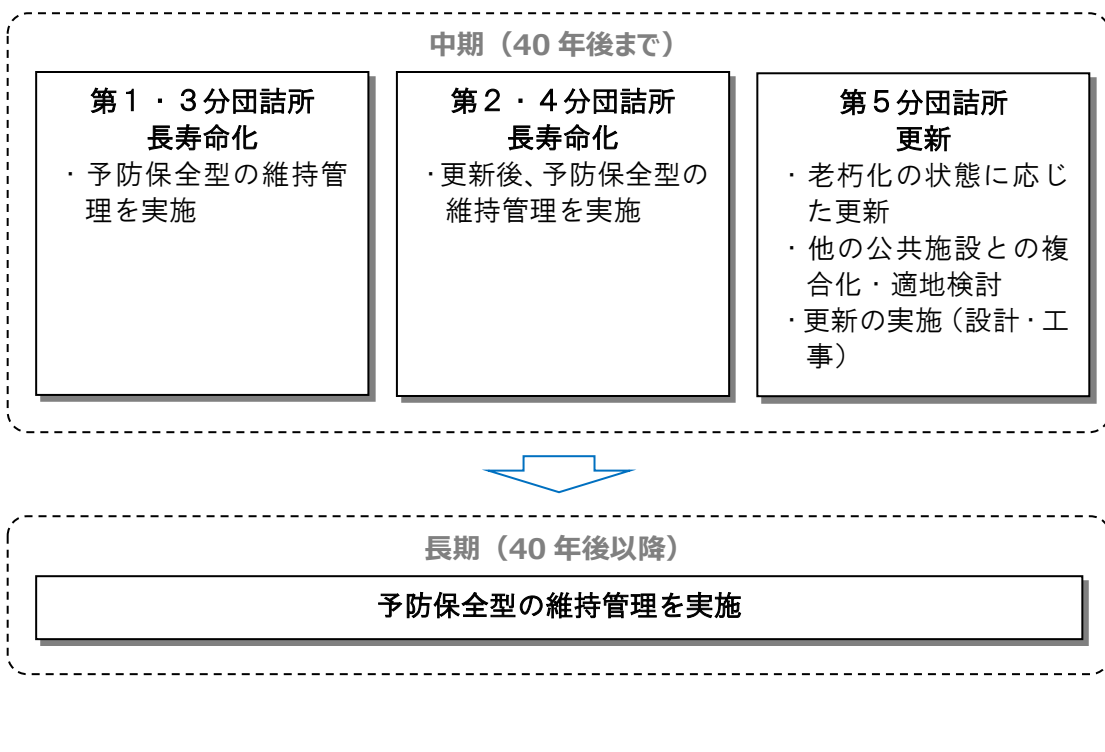 中期（40 年後まで）
第１・３分団詰所
長寿命化
・予防保全型の維持管
理を実施
第２・４分団詰所
長寿命化
・更新後、予防保全型の
維持管理を実施
第５分団詰所
更新
・老朽化の状態に応じ
た更新
・他の公共施設との複
合化・適地検討
・更新の実施（設計・工
事）
長期（40 年後以降）
予防保全型の維持管理を実施